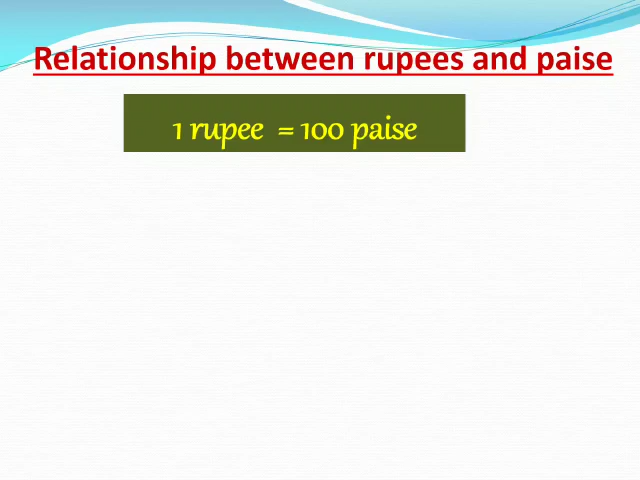 Relationship between rupees and paise
1 rupee = 100 paise